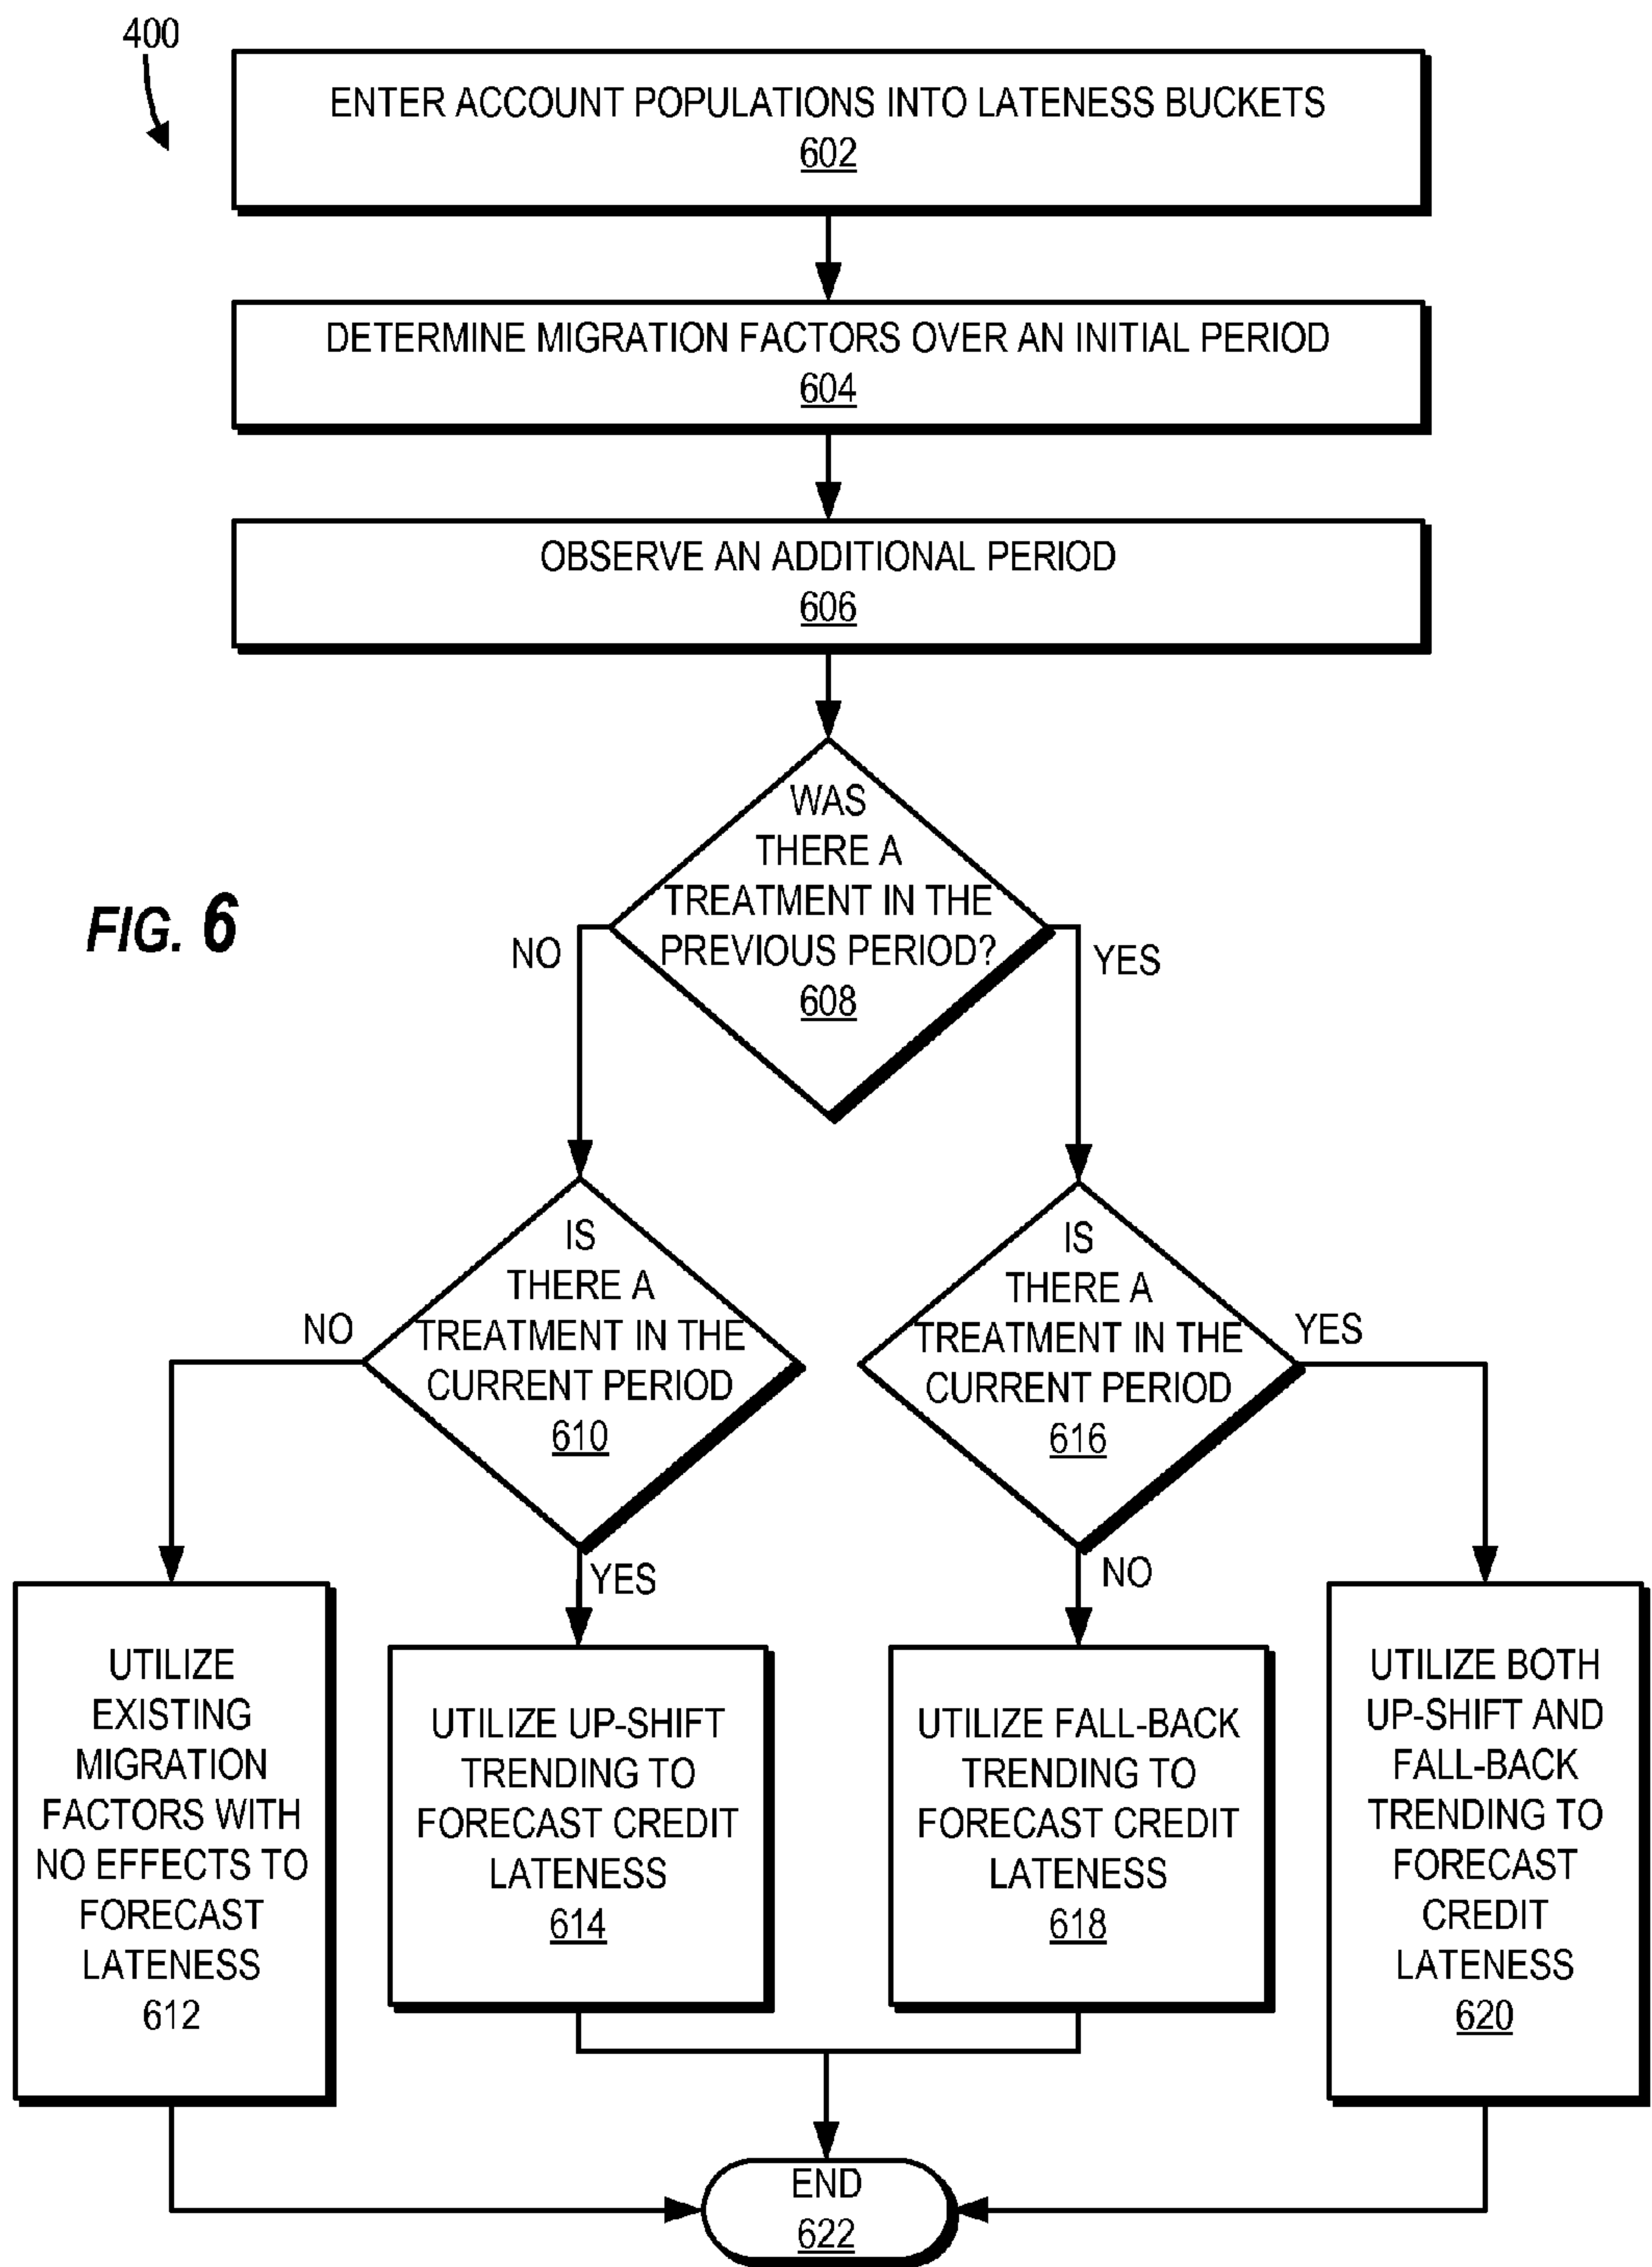 400
ENTER ACCOUNT POPULATIONS INTO LATENESS BUCKETS
602
DETERMINE MIGRATION FACTORS OVER AN INITIAL PERIOD
604
OBSERVE AN ADDITIONAL PERIOD
606
WAS
THERE A
TREATMENT IN THE
PREVIOUS PERIOD?
608
FIG. 6
NO
YES
IS
THERE A
TREATMENT IN THE
CURRENT PERIOD
610
NO
YES
IS
THERE A
TREATMENT IN THE
CURRENT PERIOD
616
YES
NO
UTILIZE
EXISTING
MIGRATION
FACTORS WITH
NO EFFECTS TO
FORECAST
LATENESS
612
UTILIZE UP-SHIFT
TRENDING TO
FORECAST CREDIT
LATENESS
614
UTILIZE FALL-BACK
TRENDING TO
FORECAST CREDIT
LATENESS
618
UTILIZE BOTH
UP-SHIFT AND
FALL-BACK
TRENDING TO
FORECAST
CREDIT
LATENESS
620
END
622